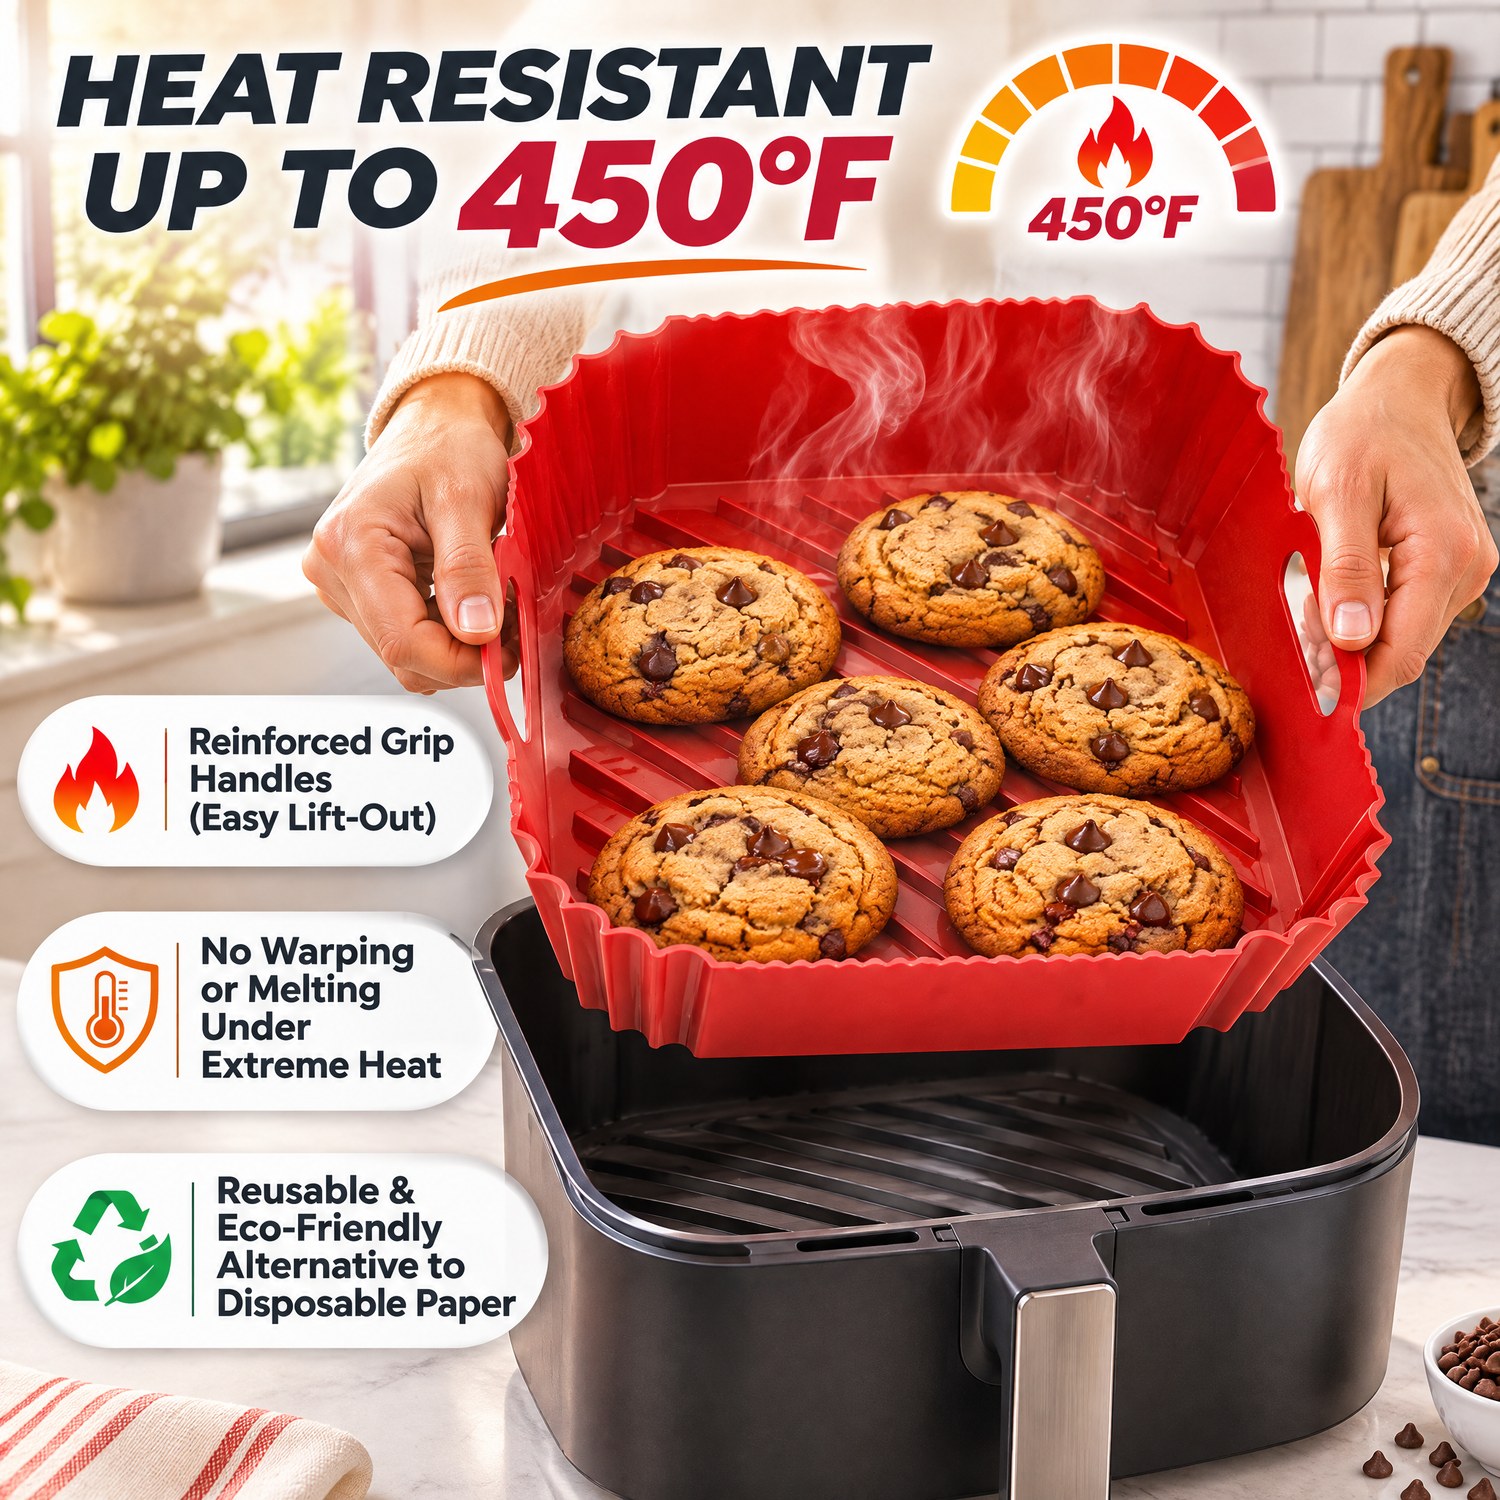 HEAT RESISTANT
UP TO 450°F
450°F
Reinforced Grip
Handles
(Easy Lift-Out)
No Warping
or Melting
Under
Extreme Heat
Reusable &
Eco-Friendly
Alternative to
Disposable Paper